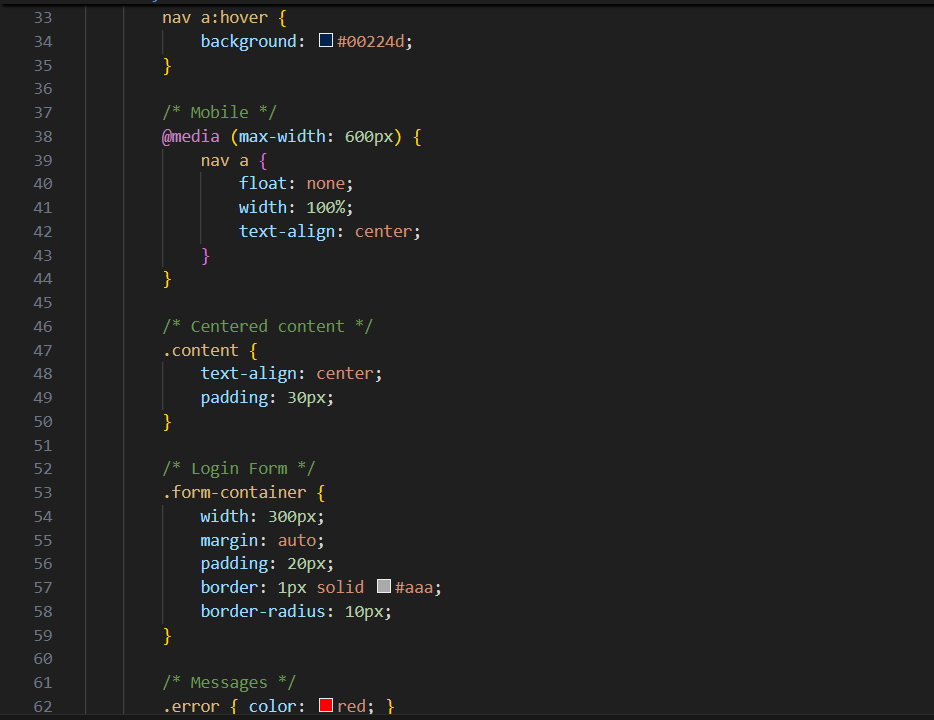 33 nav a:hover {
34 background: #00224d;
35 }
36
37 /* Mobile */
38 @media (max-width: 600px) {
39 nav a {
40 float: none;
41 width: 100%;
42 text-align: center;
43 }
44 }
45
46 /* Centered content */
47 .content {
48 text-align: center;
49 padding: 30px;
50 }
51
52 /* Login Form */
53 .form-container {
54 width: 300px;
55 margin: auto;
56 padding: 20px;
57 border: 1px solid #aaa;
58 border-radius: 10px;
59 }
60
61 /* Messages */
62 .error { color: red; }